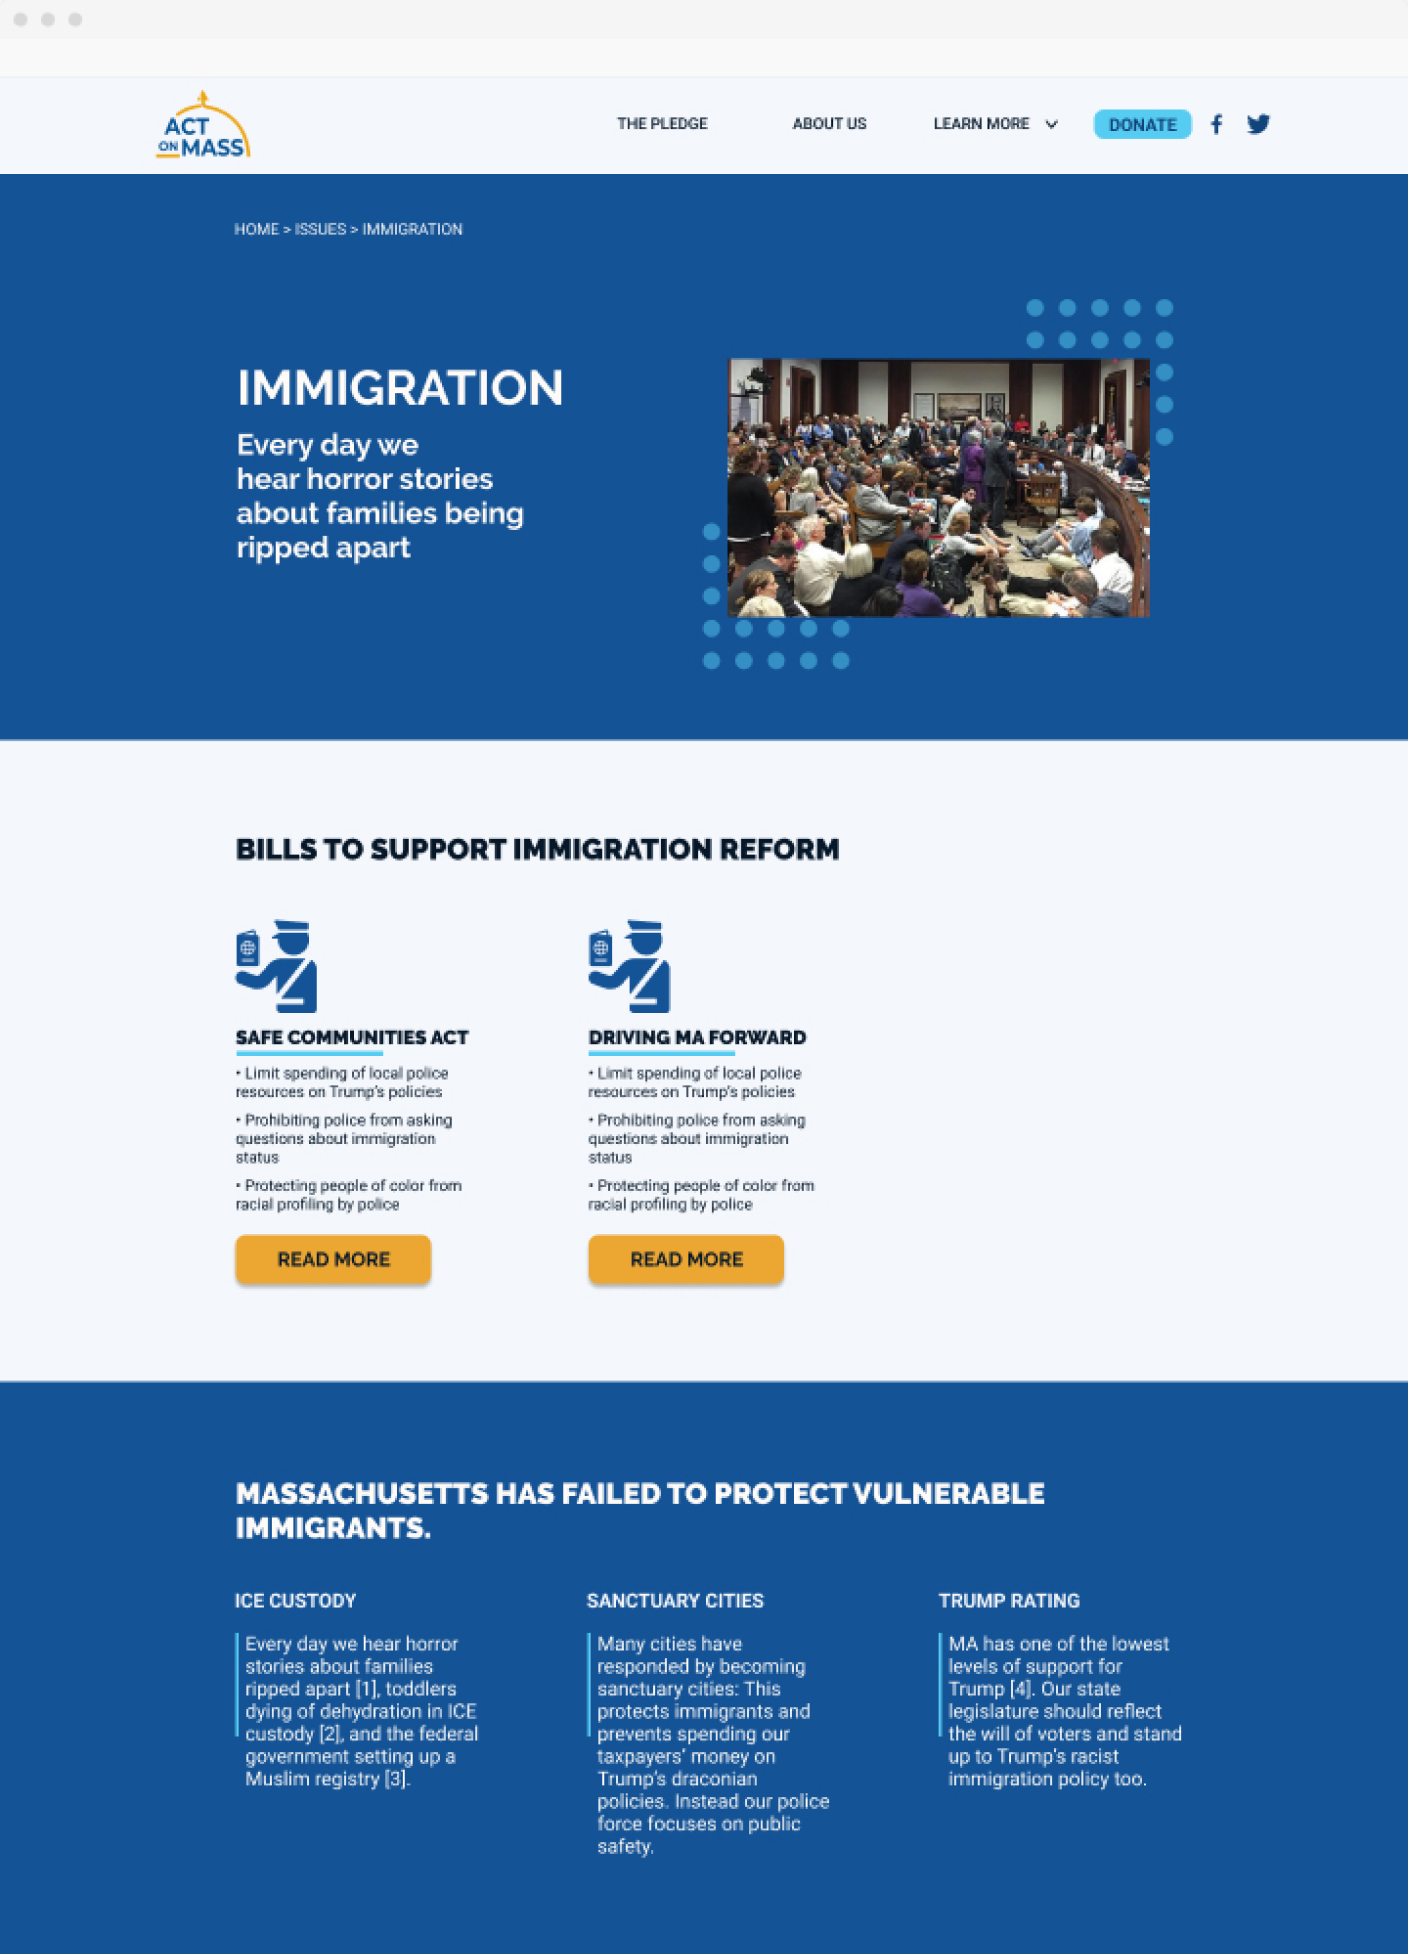 ACT
ON MASS
THE PLEDGE
ABOUT US
LEARN MORE
DONATE
HOME > ISSUES > IMMIGRATION
IMMIGRATION
Every day we
hear horror stories
about families being
ripped apart
BILLS TO SUPPORT IMMIGRATION REFORM
SAFE COMMUNITIES ACT
• Limit spending of local police
resources on Trump's policies
• Prohibiting police from asking
questions about immigration
status
• Protecting people of color from
racial profiling by police
READ MORE
DRIVING MA FORWARD
• Limit spending of local police
resources on Trump's policies
• Prohibiting police from asking
questions about immigration
status
• Protecting people of color from
racial profiling by police
READ MORE
MASSACHUSETTS HAS FAILED TO PROTECT VULNERABLE
IMMIGRANTS.
ICE CUSTODY
Every day we hear horror
stories about families
ripped apart [1], toddlers
dying of dehydration in ICE
custody [2], and the federal
government setting up a
Muslim registry [3].
SANCTUARY CITIES
Many cities have
responded by becoming
sanctuary cities: This
protects immigrants and
prevents spending our
taxpayers' money on
Trump's draconian
policies. Instead our police
force focuses on public
safety.
TRUMP RATING
MA has one of the lowest
levels of support for
Trump [4]. Our state
legislature should reflect
the will of voters and stand
up to Trump's racist
immigration policy too.